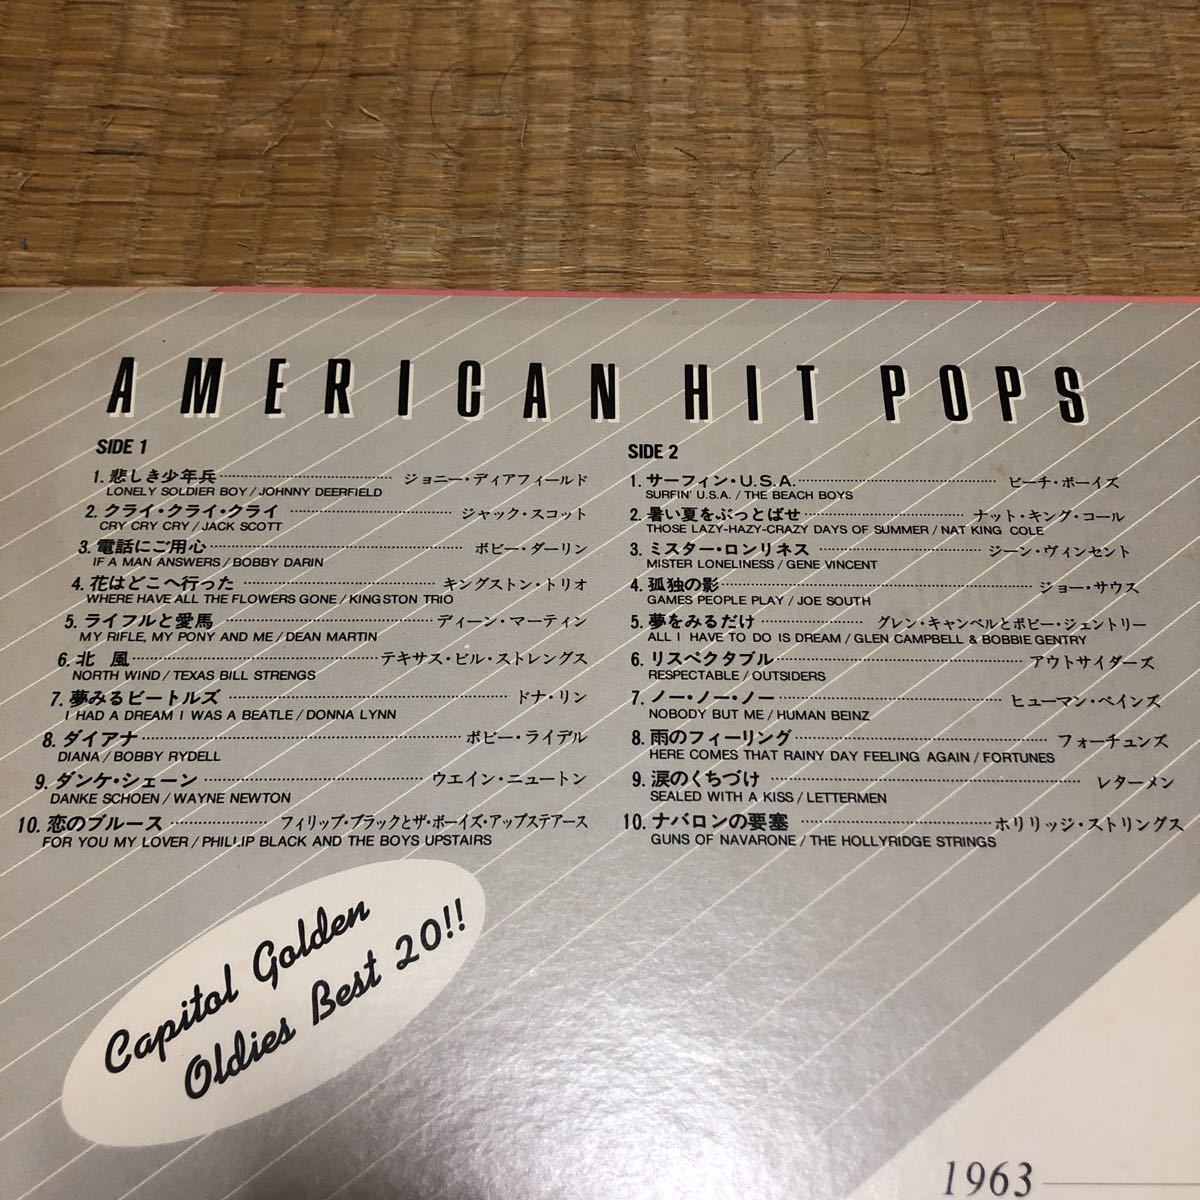 AMERICAN HIT POPS
SIDE 1
1. 悲しき少年兵 ジョニー・ディアフィールド
LONELY SOLDIER BOY / JOHNNY DEERFIELD
2. クライ・クライ・クライ ジャック・スコット
CRY CRY CRY / JACK SCOTT
3. 電話にご用心 ボビー・ダーリン
IF A MAN ANSWERS / BOBBY DARIN
4. 花はどこへ行った キングストン・トリオ
WHERE HAVE ALL THE FLOWERS GONE / KINGSTON TRIO
5. ライフルと愛馬 ディーン・マーティン
MY RIFLE, MY PONY AND ME / DEAN MARTIN
6. 北 風 テキサス・ビル・ストレングス
NORTH WIND / TEXAS BILL STRENGS
7. 夢みるビートルズ ドナ・リン
I HAD A DREAM I WAS A BEATLE / DONNA LYNN
8. ダイアナ ボビー・ライデル
DIANA / BOBBY RYDELL
9. ダンケ・シェーン ウエイン・ニュートン
DANKE SCHOEN / WAYNE NEWTON
10. 恋のブルース フィリップ・ブラックとザ・ボーイズ・アップステアース
FOR YOU MY LOVER / PHILLIP BLACK AND THE BOYS UPSTAIRS
SIDE 2
1. サーフィン・U.S.A. ビーチ・ボーイズ
SURFIN' U.S.A. / THE BEACH BOYS
2. 暑い夏をぶっとばせ ナット・キング・コール
THOSE LAZY-HAZY-CRAZY DAYS OF SUMMER / NAT KING COLE
3. ミスター・ロンリネス ジーン・ヴィンセント
MISTER LONELINESS / GENE VINCENT
4. 孤独の影 ジョー・サウス
GAMES PEOPLE PLAY / JOE SOUTH
5. 夢をみるだけ グレン・キャンベルとボビー・ジェントリー
ALL I HAVE TO DO IS DREAM / GLEN CAMPBELL & BOBBIE GENTRY
6. リスペクタブル アウトサイダーズ
RESPECTABLE / OUTSIDERS
7. ノー・ノー・ノー ヒューマン・ベインズ
NOBODY BUT ME / HUMAN BEINZ
8. 雨のフィーリング フォーチュンズ
HERE COMES THAT RAINY DAY FEELING AGAIN / FORTUNES
9. 涙のくちづけ レターメン
SEALED WITH A KISS / LETTERMEN
10. ナバロンの要塞 ホリリッジ・ストリングス
GUNS OF NAVARONE / THE HOLLYRIDGE STRINGS
Capitol Golden
Oldies Best 20!!
1963